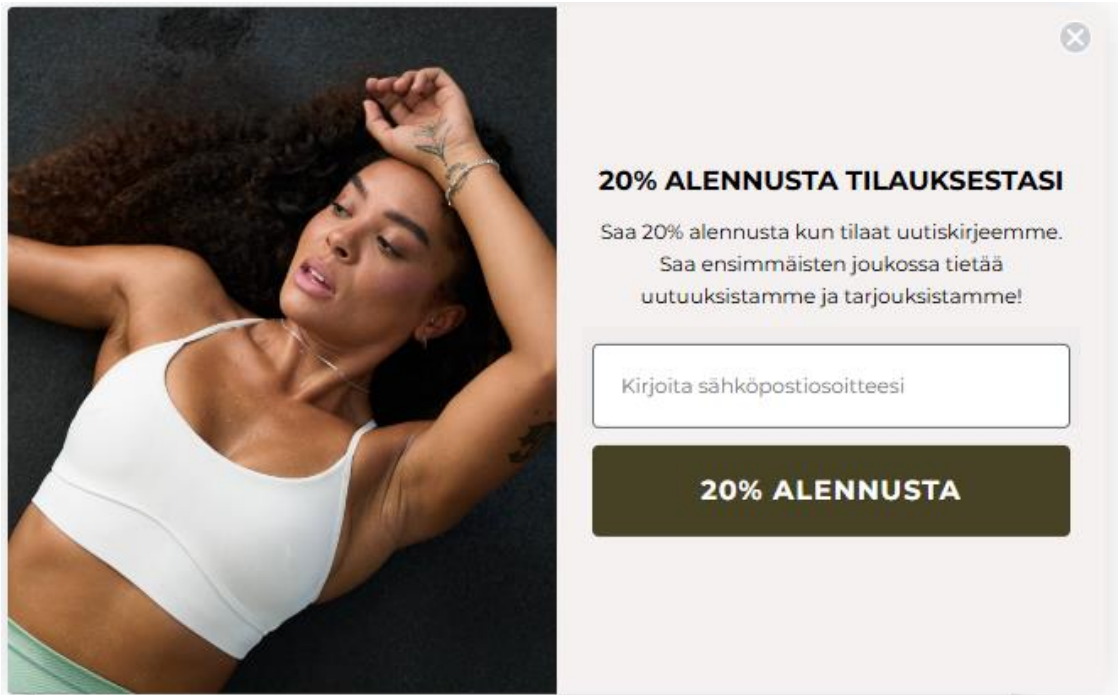 20% ALENNUSTA TILAUKSESTASI
Saa 20% alennusta kun tilaat uutiskirjeemme.
Saa ensimmäisten joukossa tietää
uutuuksistamme ja tarjouksistamme!
Kirjoita sähköpostiosoitteesi
20% ALENNUSTA